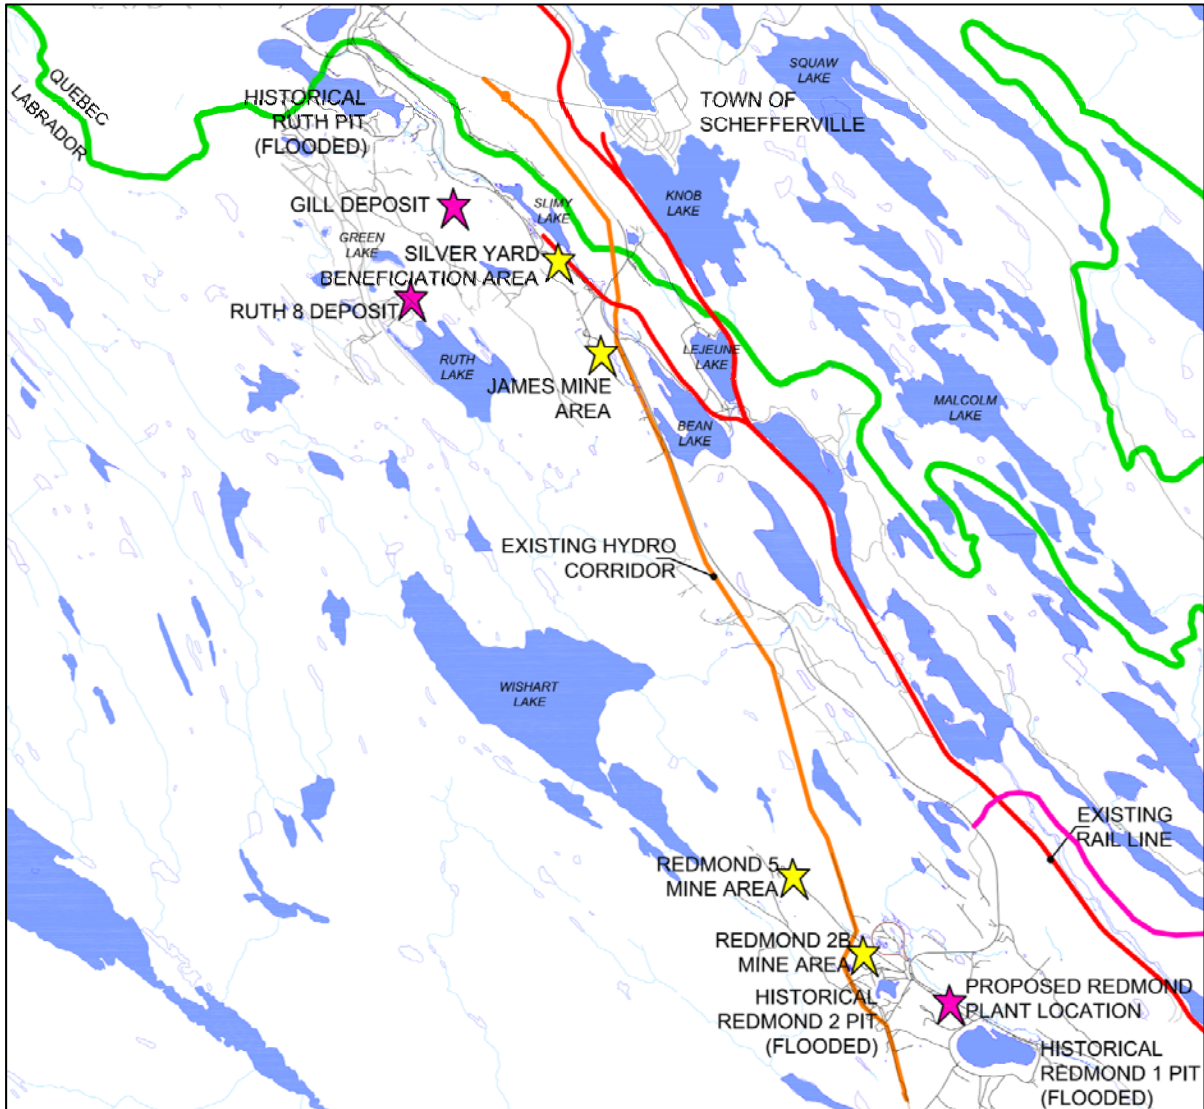 SQUAW
LAKE
QUEBEC
LABRADOR
HISTORICAL
RUTH PIT
(FLOODED)
TOWN OF
SCHEFFERVILLE
GILL DEPOSIT
SLIMY
LAKE
KNOB
LAKE
GREEN
LAKE
SILVER YARD
BENEFICIATION AREA
RUTH 8 DEPOSIT
RUTH
LAKE
LEJEUNE
LAKE
JAMES MINE
AREA
MALCOLM
LAKE
BEAN
LAKE
EXISTING HYDRO
CORRIDOR
WISHART
LAKE
EXISTING
RAIL LINE
REDMOND 5
MINE AREA
REDMOND 2B
MINE AREA
PROPOSED REDMOND
PLANT LOCATION
HISTORICAL
REDMOND 2 PIT
(FLOODED)
HISTORICAL
REDMOND 1 PIT
(FLOODED)